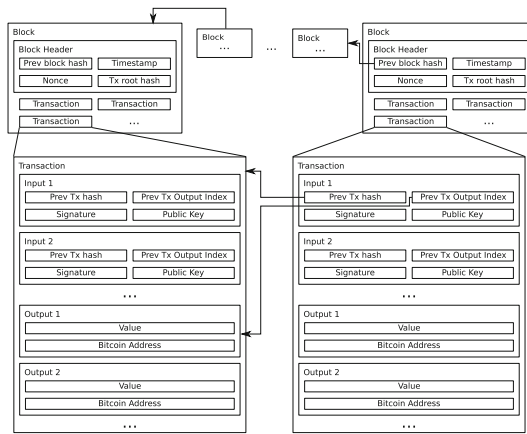 Block
Block Header
Prev block hash Timestamp
Nonce Tx root hash
Transaction Transaction
Transaction ...
Block
...
...
Block
...
Block
Block Header
Prev block hash Timestamp
Nonce Tx root hash
Transaction Transaction
Transaction ...
Transaction
Input 1
Prev Tx hash Prev Tx Output Index
Signature Public Key
Input 2
Prev Tx hash Prev Tx Output Index
Signature Public Key
...
Output 1
Value
Bitcoin Address
Output 2
Value
Bitcoin Address
...
Transaction
Input 1
Prev Tx hash Prev Tx Output Index
Signature Public Key
Input 2
Prev Tx hash Prev Tx Output Index
Signature Public Key
...
Output 1
Value
Bitcoin Address
Output 2
Value
Bitcoin Address
...